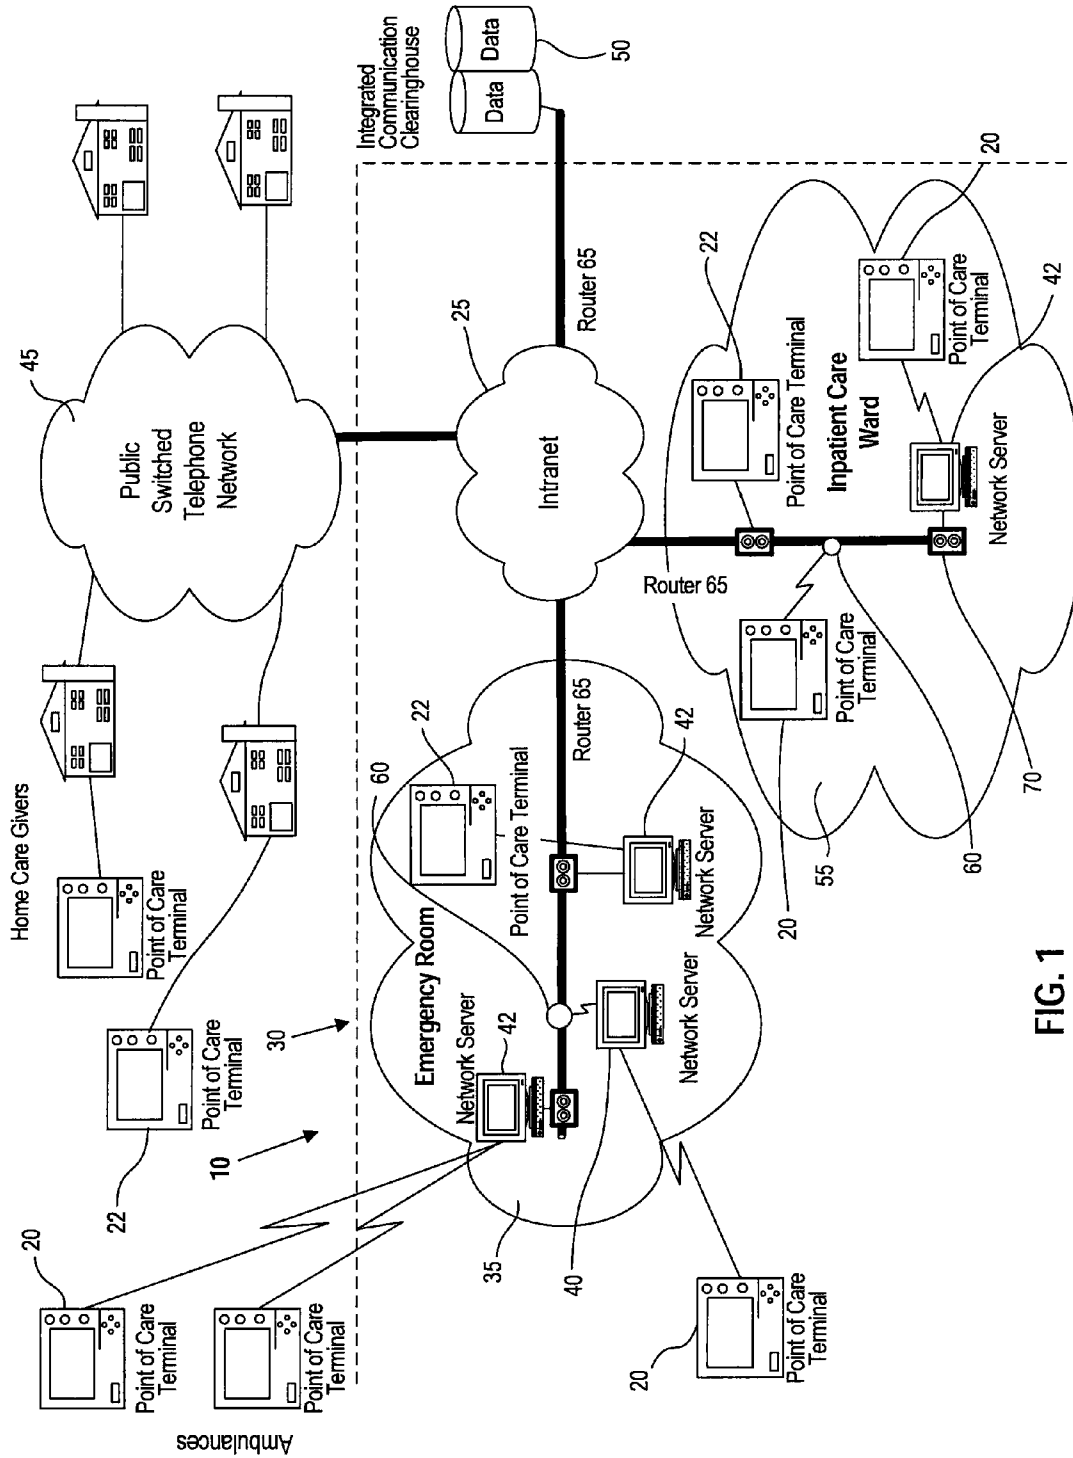 Home Care Givers
Point of Care
Terminal
Point of Care
Terminal
22
20
Point of Care
Terminal
Point of Care
Terminal
Ambulances
10
30
45
Public
Switched
Telephone
Network
Integrated
Communication
Clearinghouse
Data
Data
50
Router 65
25
Intranet
Router 65
Router 65
60
22
Emergency Room
Point of Care Terminal
42
Network Server
Network Server
42
Network Server
35
40
20
Point of Care
Terminal
22
Point of Care Terminal
Inpatient Care
Ward
20
Point of Care
Terminal
42
Network Server
Point of Care
Terminal
20
55
60
70
FIG. 1